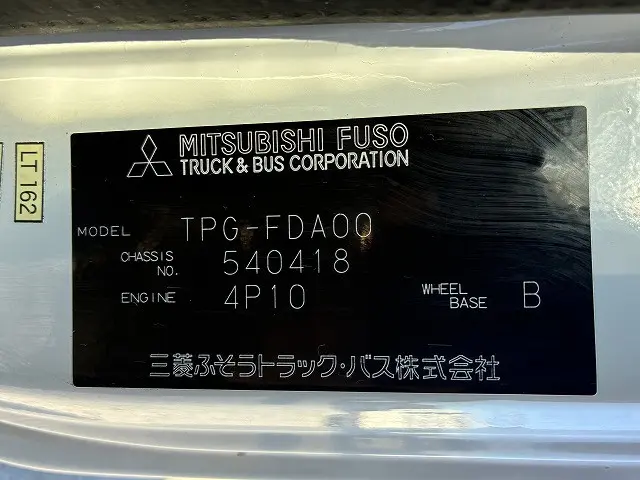 LT 162
MITSUBISHI FUSO
TRUCK & BUS CORPORATION
MODEL TPG-FDA00
CHASSIS NO. 540418
ENGINE 4P10
WHEEL BASE B
三菱ふそうトラック・バス株式会社